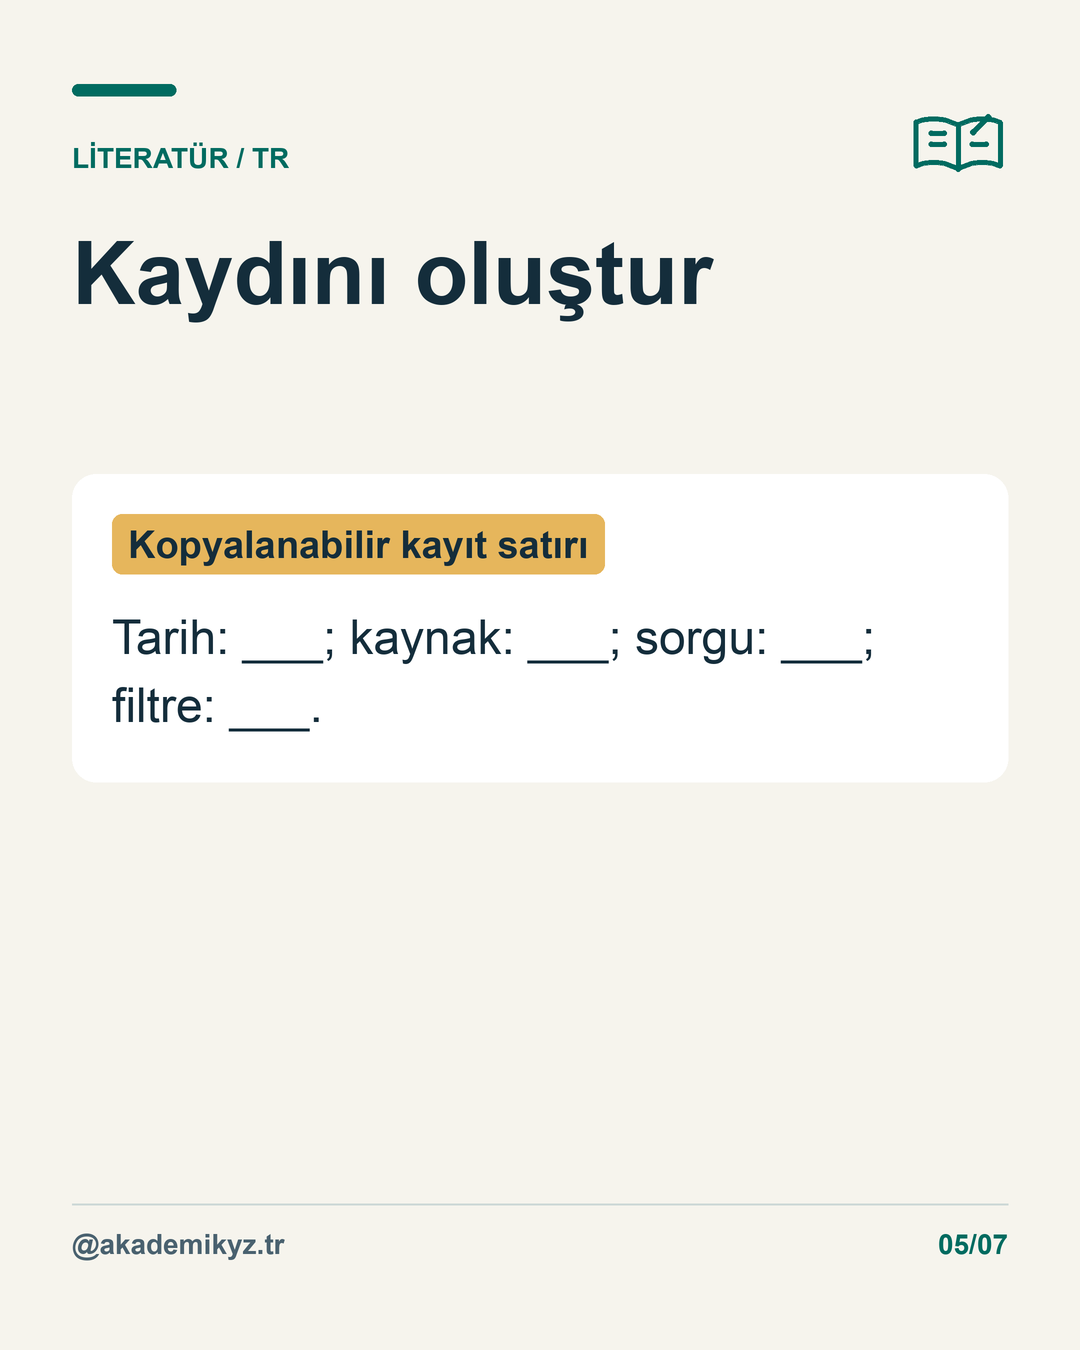 LİTERATÜR / TR
Kaydını oluştur
Kopyalanabilir kayıt satırı
Tarih: ___; kaynak: ___; sorgu: ___;
filtre: ___.
@akademikyz.tr
05/07